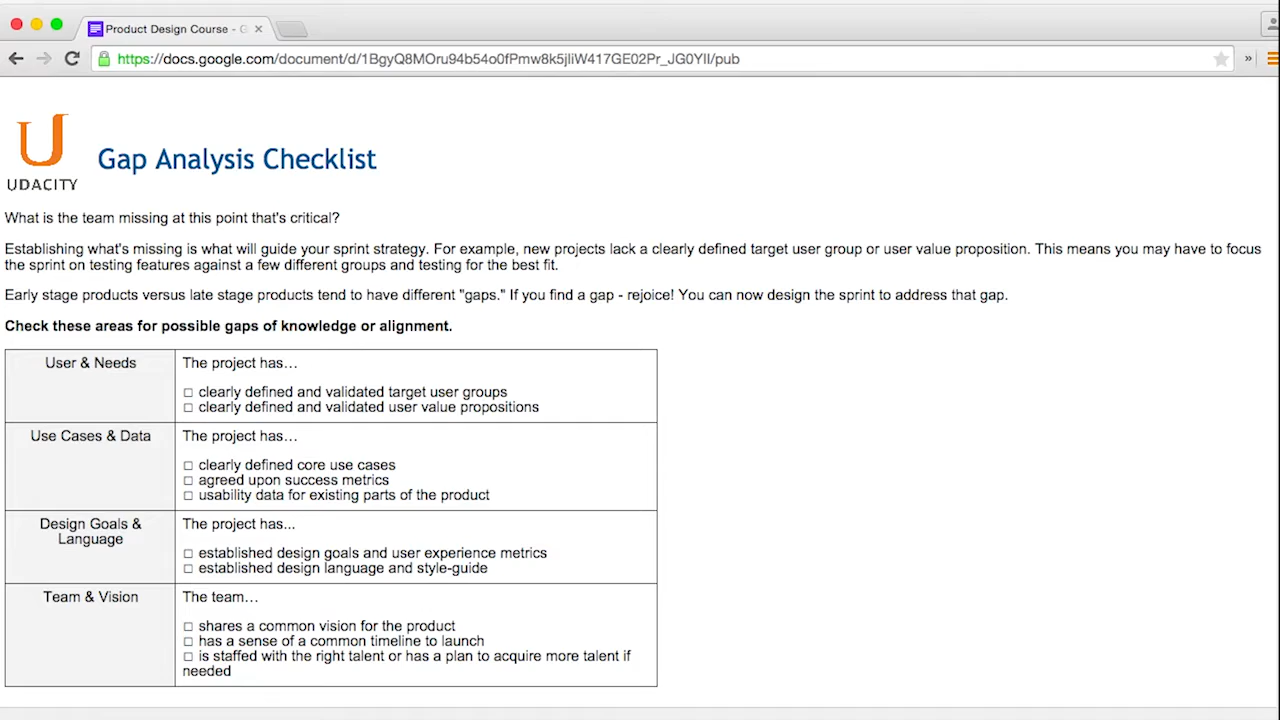 Product Design Course - G
https://docs.google.com/document/d/1BgyQ8MOru94b54o0fPmw8k5jIiW417GE02Pr_JG0YlI/pub
UDACITY
Gap Analysis Checklist
What is the team missing at this point that's critical?
Establishing what's missing is what will guide your sprint strategy. For example, new projects lack a clearly defined target user group or user value proposition. This means you may have to focus
the sprint on testing features against a few different groups and testing for the best fit.
Early stage products versus late stage products tend to have different "gaps." If you find a gap - rejoice! You can now design the sprint to address that gap.
Check these areas for possible gaps of knowledge or alignment.
User & Needs
The project has…
□ clearly defined and validated target user groups
□ clearly defined and validated user value propositions
Use Cases & Data
The project has…
□ clearly defined core use cases
□ agreed upon success metrics
□ usability data for existing parts of the product
Design Goals &
Language
The project has...
□ established design goals and user experience metrics
□ established design language and style-guide
Team & Vision
The team…
□ shares a common vision for the product
□ has a sense of a common timeline to launch
□ is staffed with the right talent or has a plan to acquire more talent if
needed